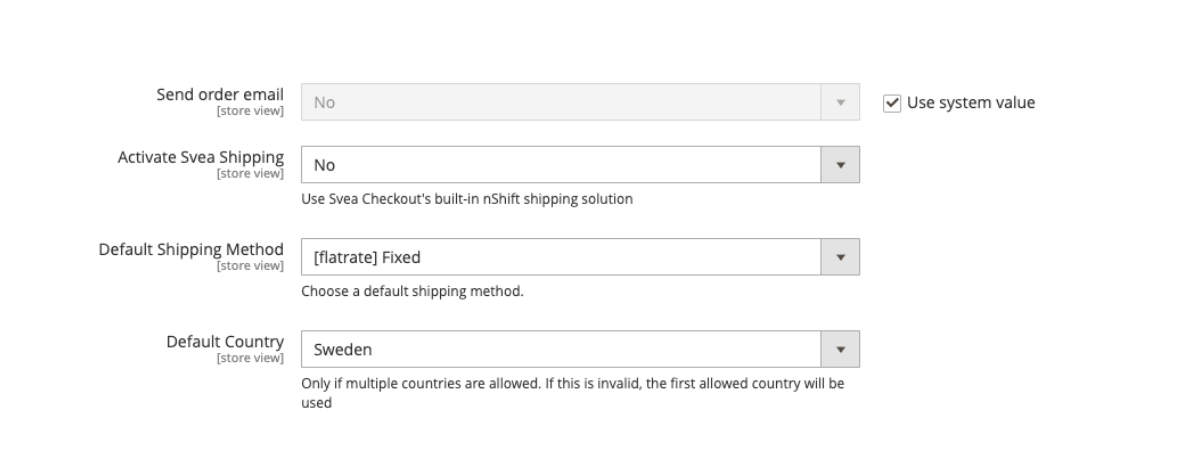 Send order email
[store view]
No
Use system value
Activate Svea Shipping
[store view]
No
Use Svea Checkout's built-in nShift shipping solution
Default Shipping Method
[store view]
[flatrate] Fixed
Choose a default shipping method.
Default Country
[store view]
Sweden
Only if multiple countries are allowed. If this is invalid, the first allowed country will be
used